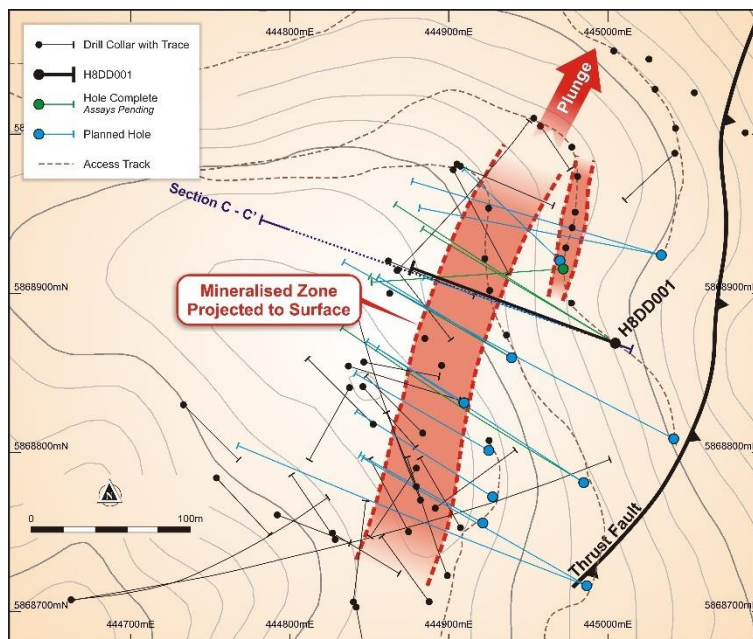 444800mE
444900mE
445000mE
Drill Collar with Trace
H8DD001
Hole Complete
Assays Pending
Planned Hole
Access Track
Plunge
Section C - C'
5868900mN
5868900mN
Mineralised Zone
Projected to Surface
H8DD001
5868800mN
5868800mN
N
0
100m
Thrust Fault
5868700mN
5868700mN
444700mE
444800mE
444900mE
445000mE